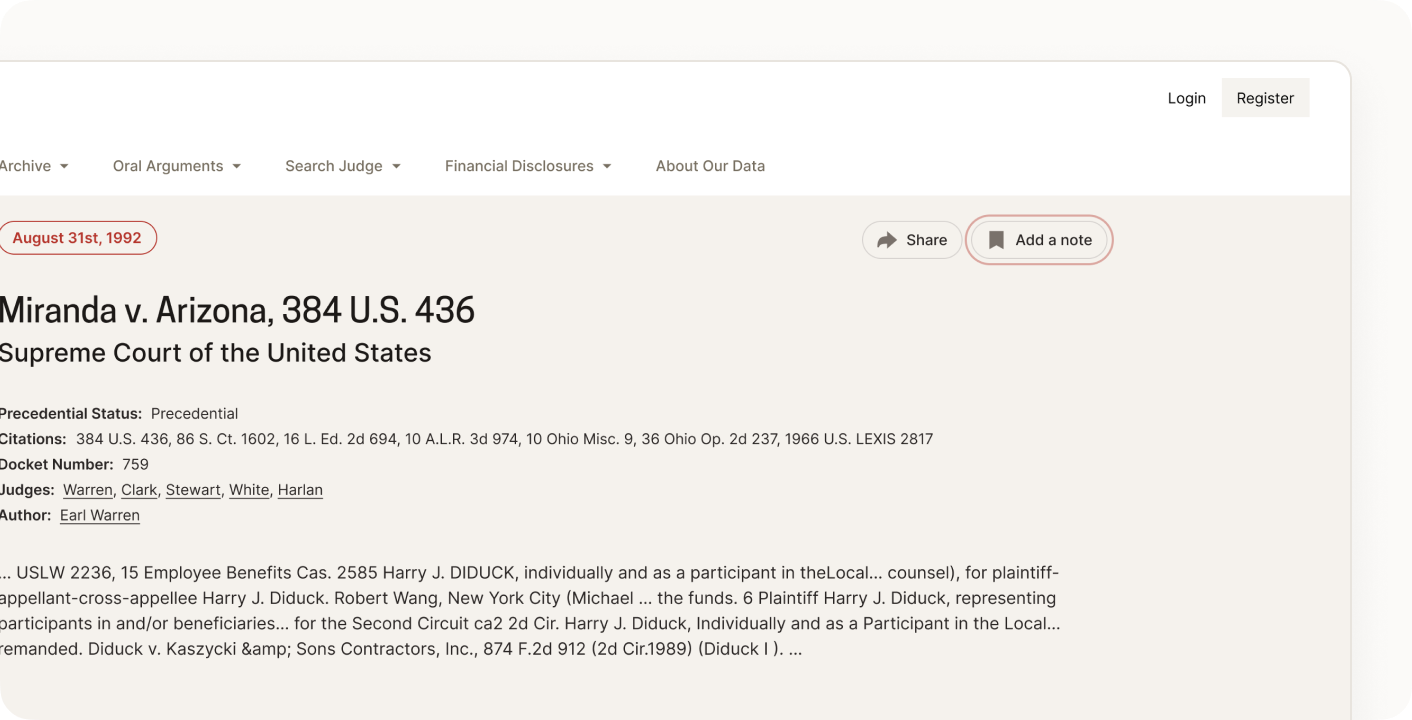 Login Register
Archive Oral Arguments Search Judge Financial Disclosures About Our Data
August 31st, 1992 Share Add a note
Miranda v. Arizona, 384 U.S. 436
Supreme Court of the United States
Precedential Status: Precedential
Citations: 384 U.S. 436, 86 S. Ct. 1602, 16 L. Ed. 2d 694, 10 A.L.R. 3d 974, 10 Ohio Misc. 9, 36 Ohio Op. 2d 237, 1966 U.S. LEXIS 2817
Docket Number: 759
Judges: Warren, Clark, Stewart, White, Harlan
Author: Earl Warren
... USLW 2236, 15 Employee Benefits Cas. 2585 Harry J. DIDUCK, individually and as a participant in theLocal... counsel), for plaintiff-
appellant-cross-appellee Harry J. Diduck. Robert Wang, New York City (Michael ... the funds. 6 Plaintiff Harry J. Diduck, representing
participants in and/or beneficiaries... for the Second Circuit ca2 2d Cir. Harry J. Diduck, Individually and as a Participant in the Local...
remanded. Diduck v. Kaszycki &amp; Sons Contractors, Inc., 874 F.2d 912 (2d Cir.1989) (Diduck I ). ...